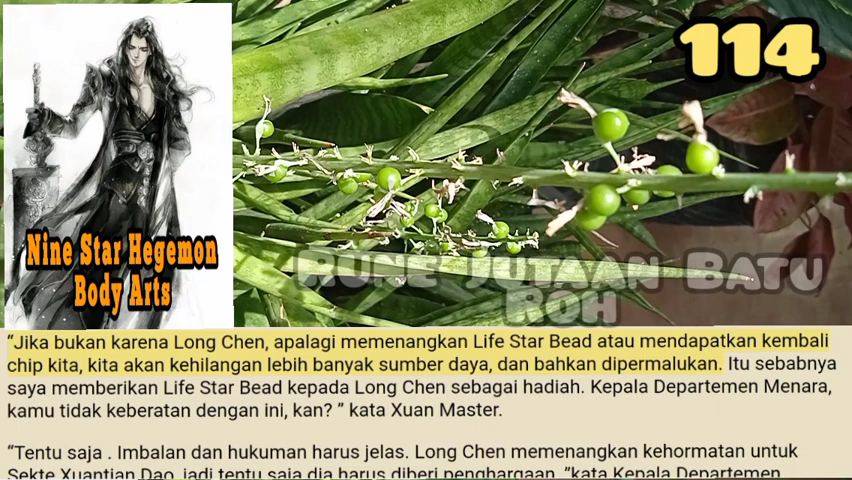 114
Nine Star Hegemon
Body Arts
Rune Jutaan Batu
Roh
“Jika bukan karena Long Chen, apalagi memenangkan Life Star Bead atau mendapatkan kembali
chip kita, kita akan kehilangan lebih banyak sumber daya, dan bahkan dipermalukan. Itu sebabnya
saya memberikan Life Star Bead kepada Long Chen sebagai hadiah. Kepala Departemen Menara,
kamu tidak keberatan dengan ini, kan? ” kata Xuan Master.
“Tentu saja . Imbalan dan hukuman harus jelas. Long Chen memenangkan kehormatan untuk
Sekte Xuantian Dao, jadi tentu saja dia harus diberi penghargaan, ”kata Kepala Departemen